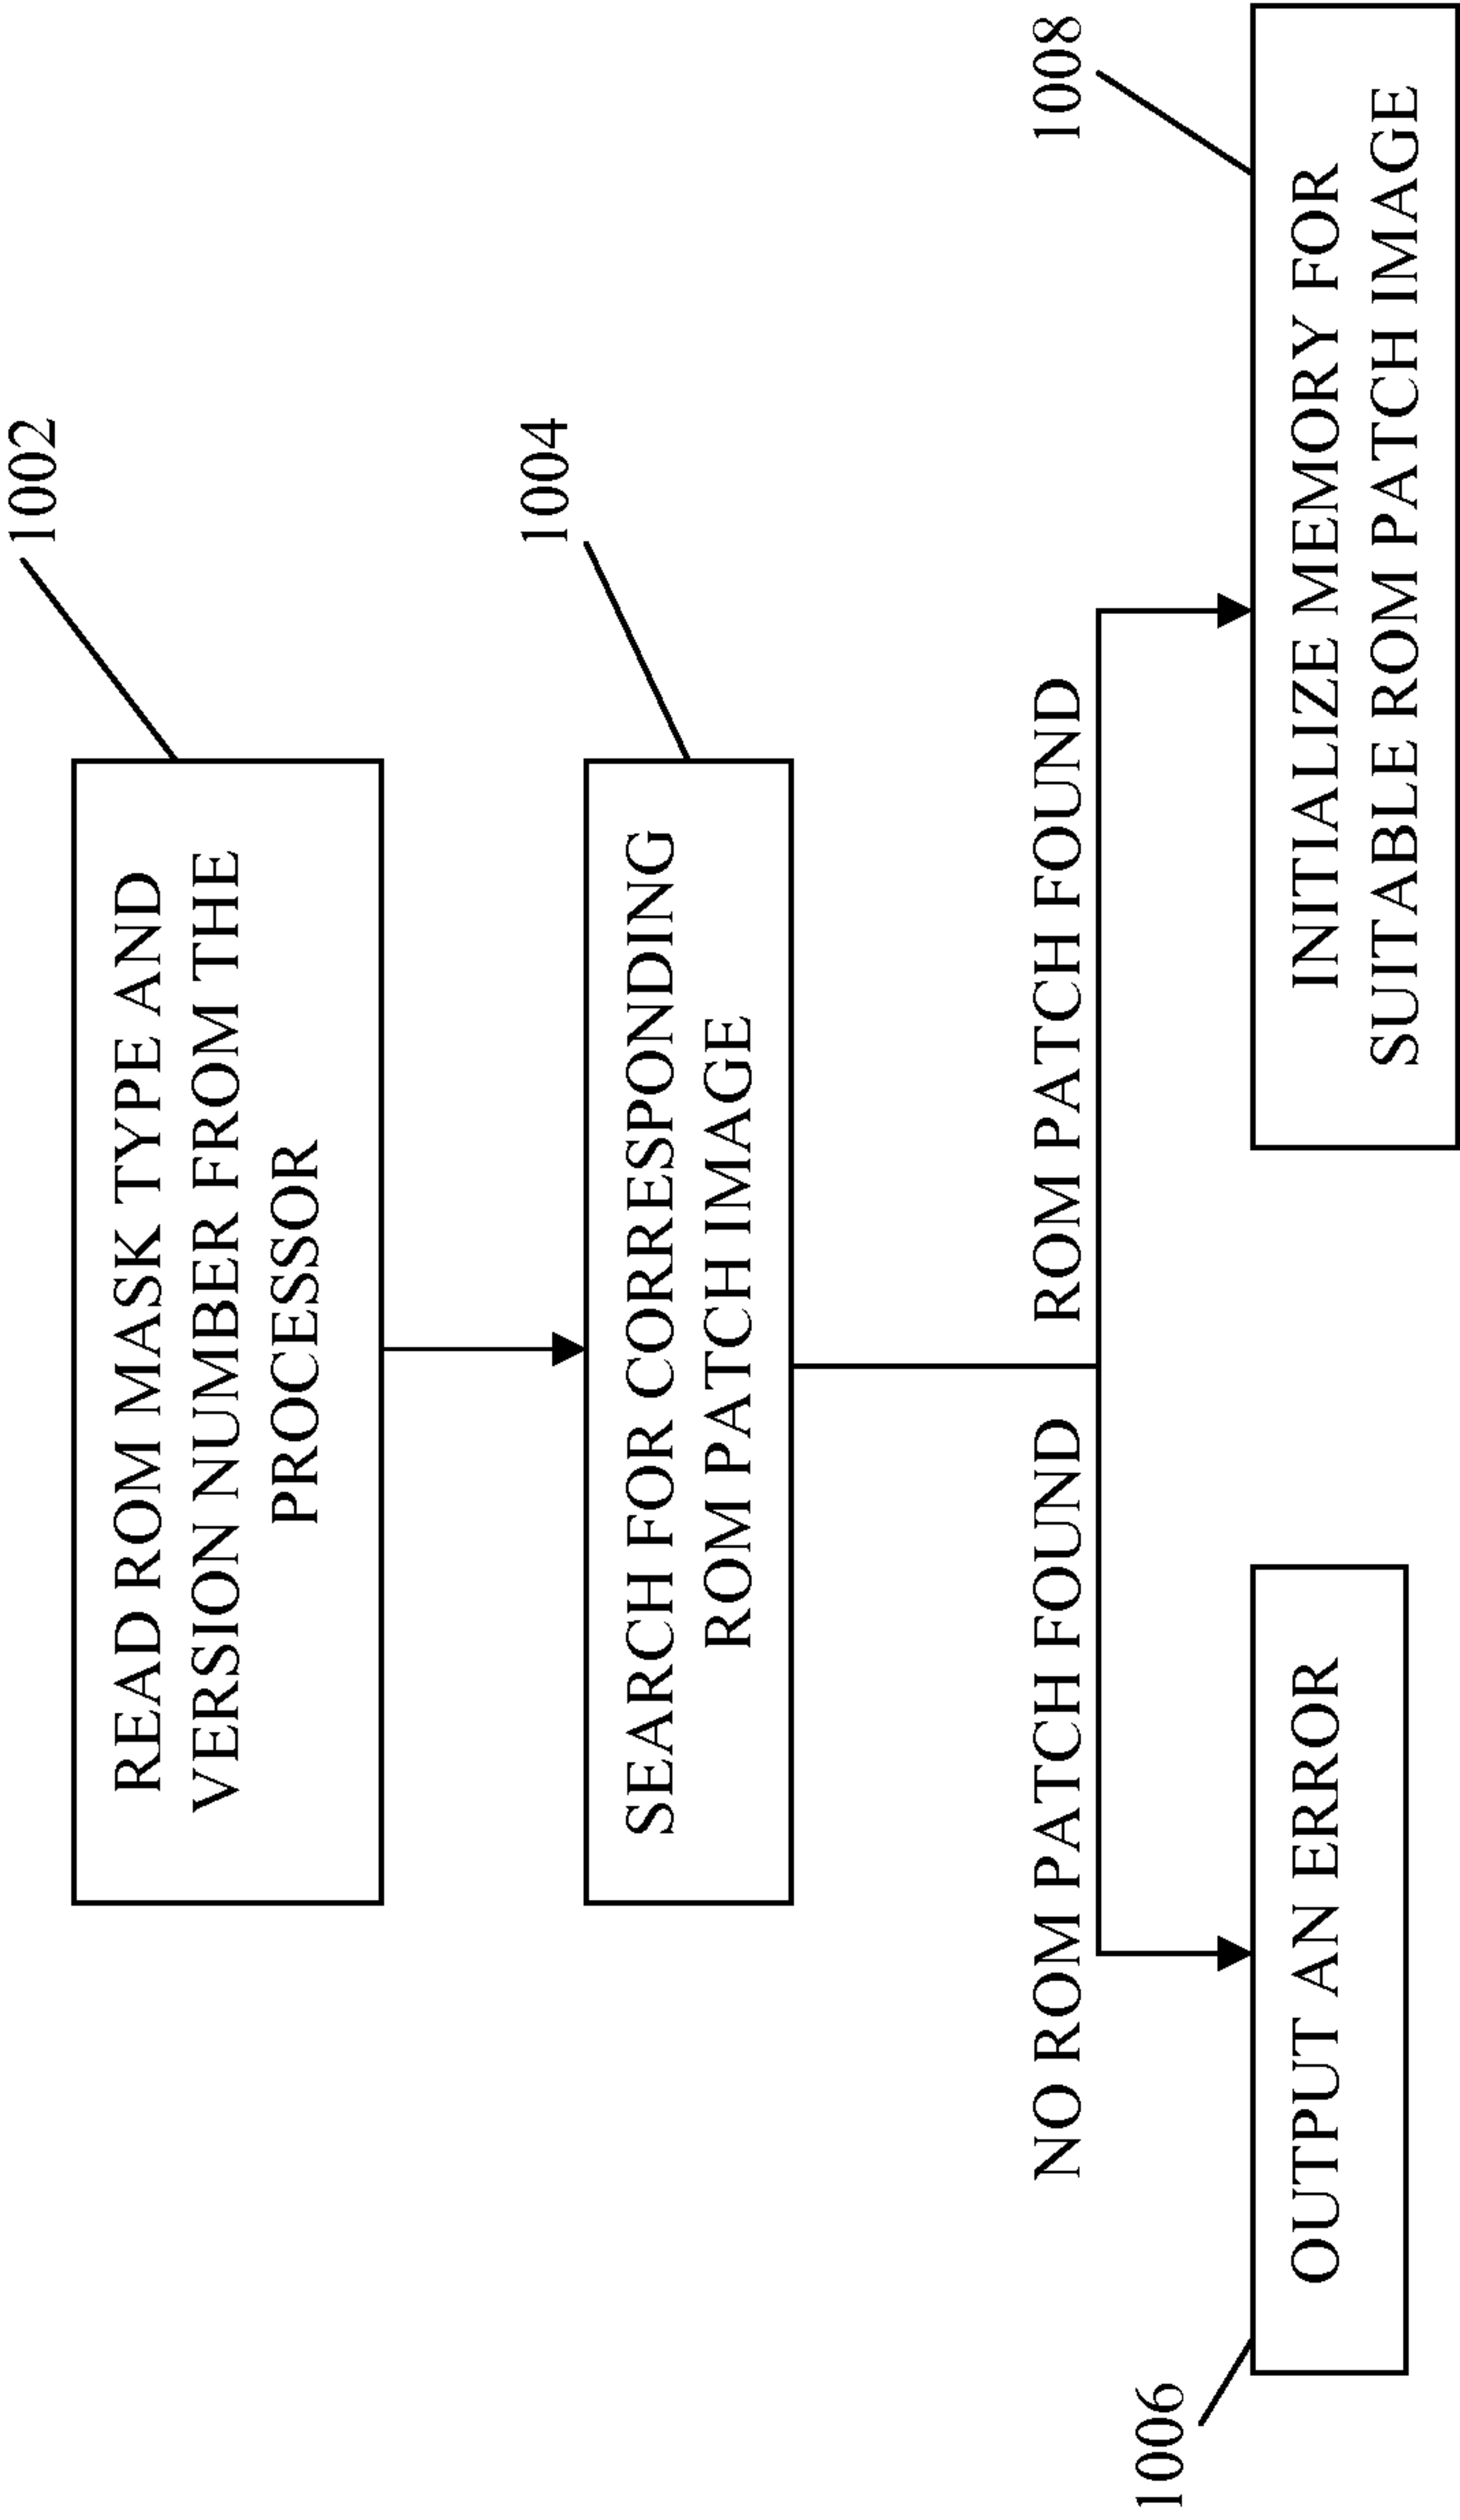 1002
READ ROM MASK TYPE AND
VERSION NUMBER FROM THE
PROCESSOR
1004
SEARCH FOR CORRESPONDING
ROM PATCH IMAGE
NO ROM PATCH FOUND
ROM PATCH FOUND
1008
1006
OUTPUT AN ERROR
INITIALIZE MEMORY FOR
SUITABLE ROM PATCH IMAGE